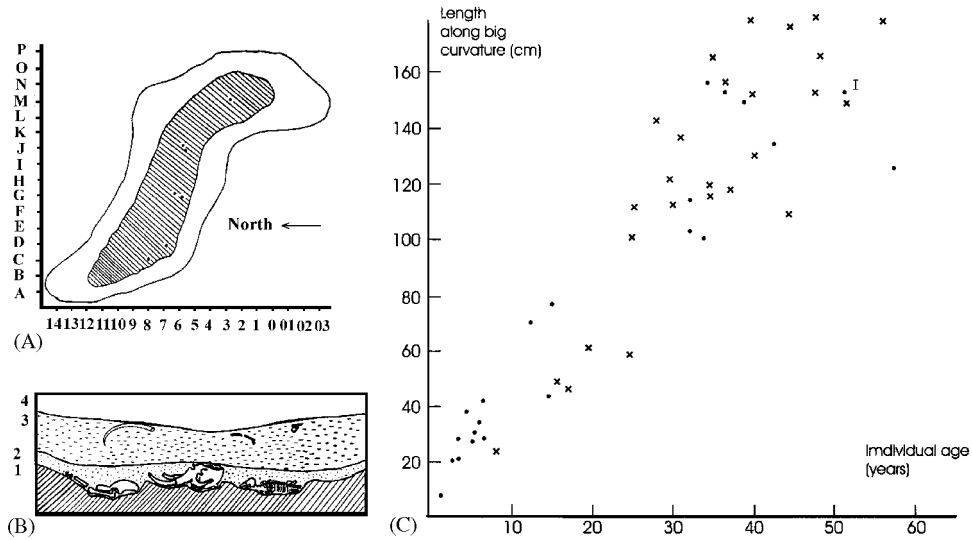 P
O
N
M
L
K
J
I
H
G
F
E
D
C
B
A
North
14 13 12 11 10 9 8 7 6 5 4 3 2 1 0 01 02 03
(A)
4
3
2
1
(B)
Length
along big
curvature (cm)
160
140
120
100
80
60
40
20
I
Imdividual age
(years)
10 20 30 40 50 60
(C)